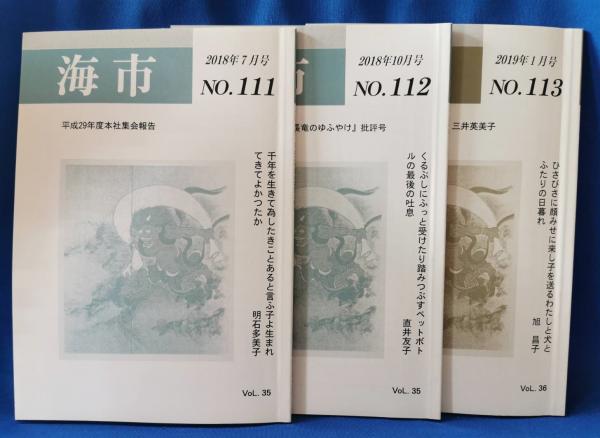 海市
2018年7月号
NO.111
平成29年度本社集会報告
千年を生きて為したきことあると言ふ子よ生まれ
てきてよかつたか
明石多美子
VoL. 35
市
2018年10月号
NO.112
竜のゆふやけ』批評号
くるぶしにふっと受けたり踏みつぶすペットボト
ルの最後の吐息
直井友子
VoL. 35
2019年1月号
NO.113
三井英美子
ひさびさに顔みせに来し子を送るわたしと犬と
ふたりの日暮れ
旭 昌子
VoL. 36